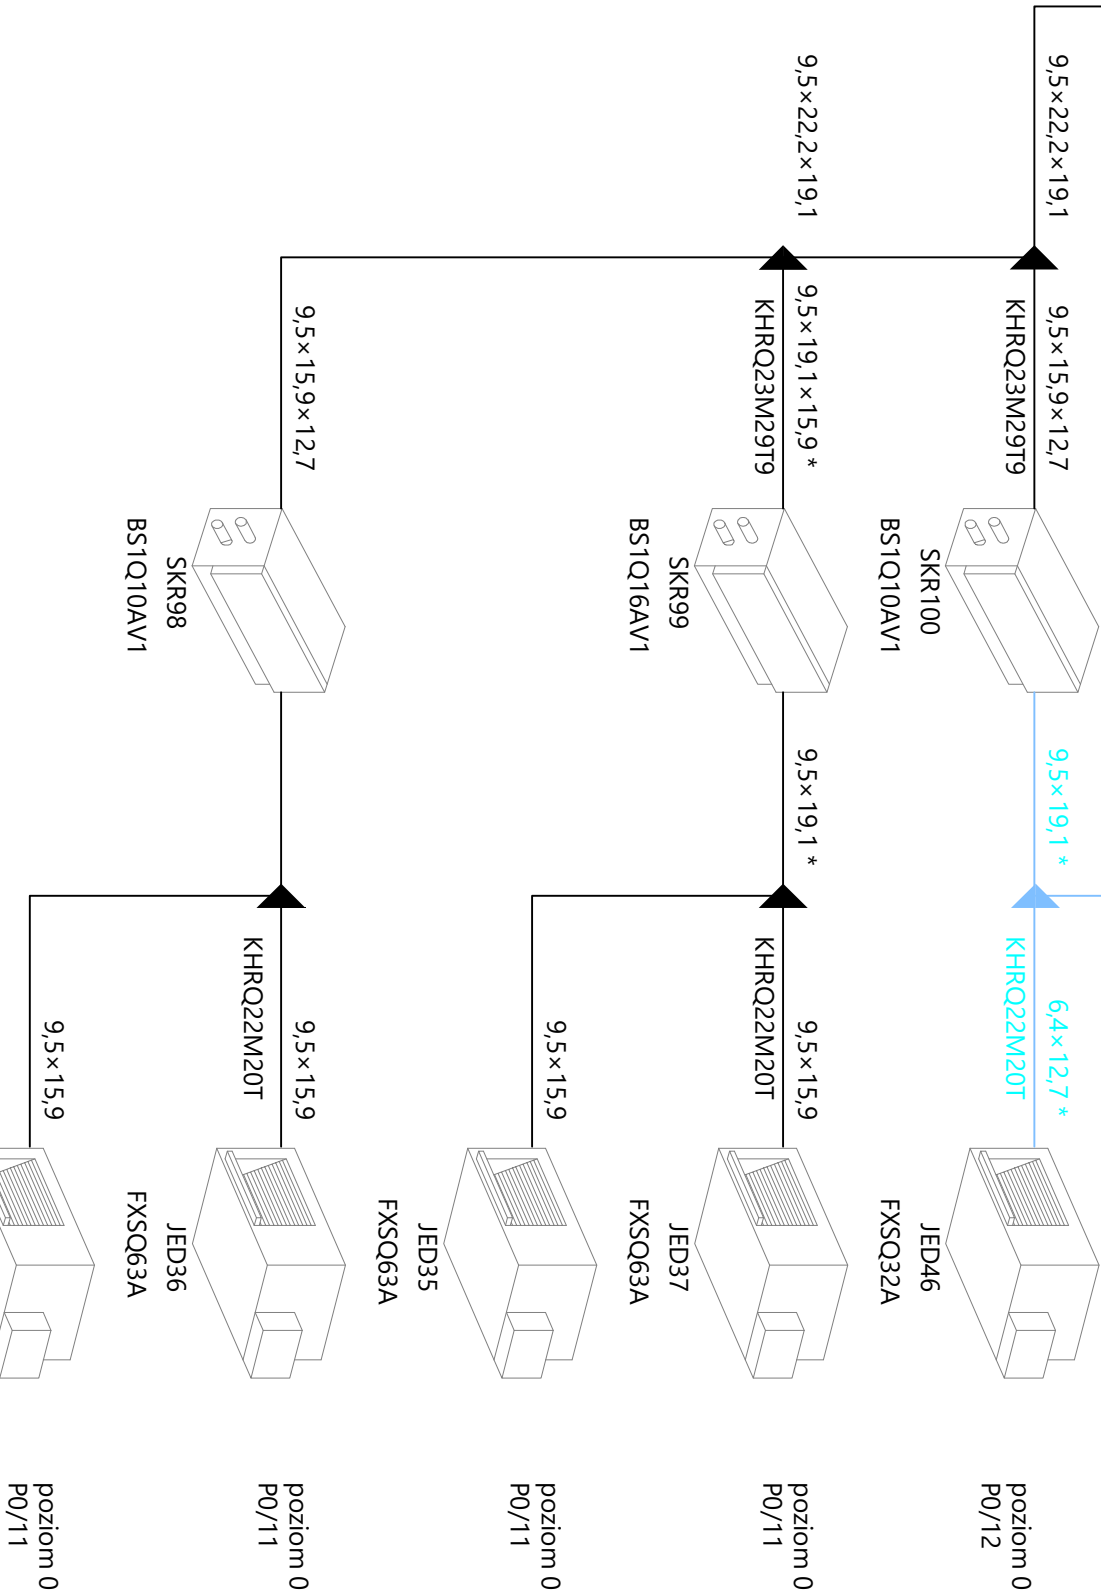 9,5×22,2×19,1
9,5×15,9×12,7
KHRQ23M29T9
SKR100
BS1Q10AV1
9,5×19,1 *
6,4×12,7 *
KHRQ22M20T
JED46
FXSQ32A
poziom 0
P0/12
9,5×22,2×19,1
9,5×19,1×15,9 *
KHRQ23M29T9
SKR99
BS1Q16AV1
9,5×19,1 *
9,5×15,9
KHRQ22M20T
JED37
FXSQ63A
poziom 0
P0/11
9,5×15,9
JED35
FXSQ63A
poziom 0
P0/11
9,5×15,9×12,7
SKR98
BS1Q10AV1
9,5×15,9
KHRQ22M20T
JED36
FXSQ63A
poziom 0
P0/11
9,5×15,9
poziom 0
P0/11